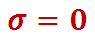 σ = 0